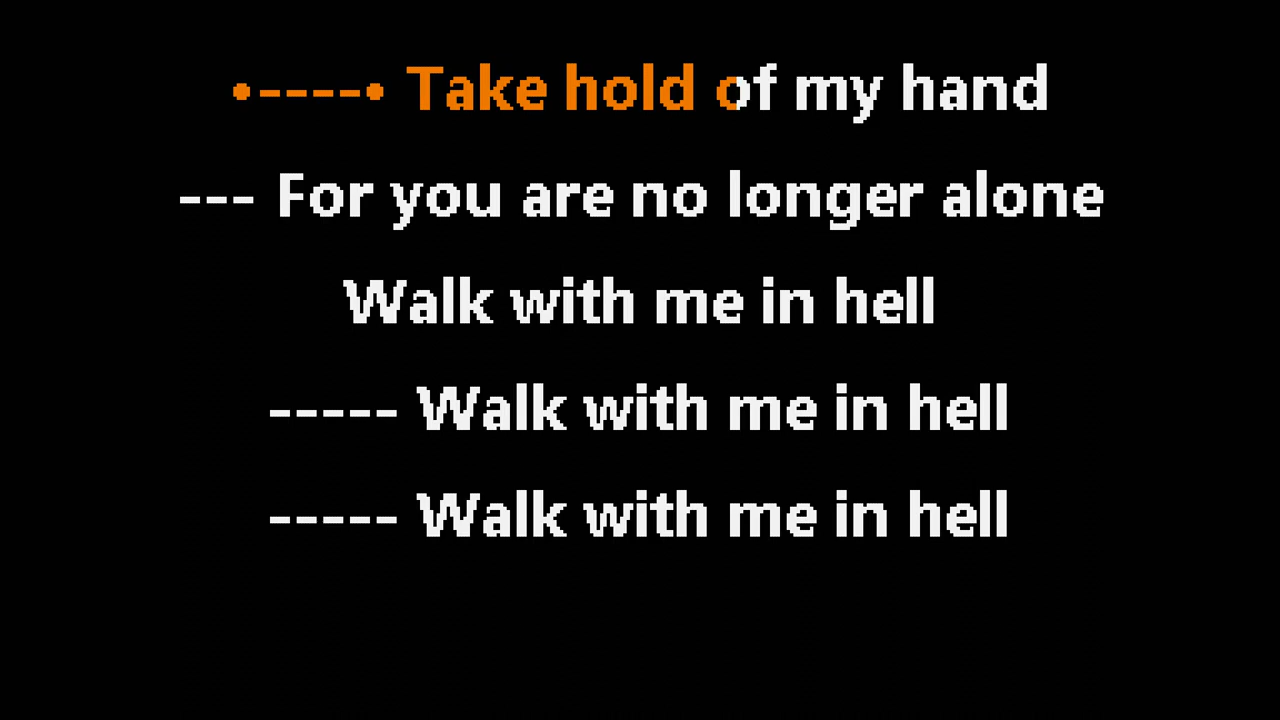 •----• Take hold of my hand
--- For you are no longer alone
Walk with me in hell
----- Walk with me in hell
----- Walk with me in hell